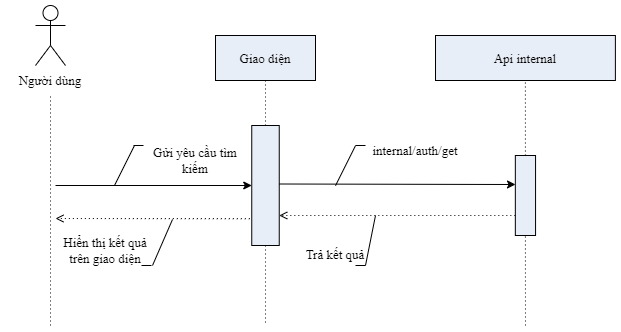 Người dùng
Giao diện
Api internal
Gửi yêu cầu tìm
kiếm
internal/auth/get
Hiển thị kết quả
trên giao diện
Trả kết quả